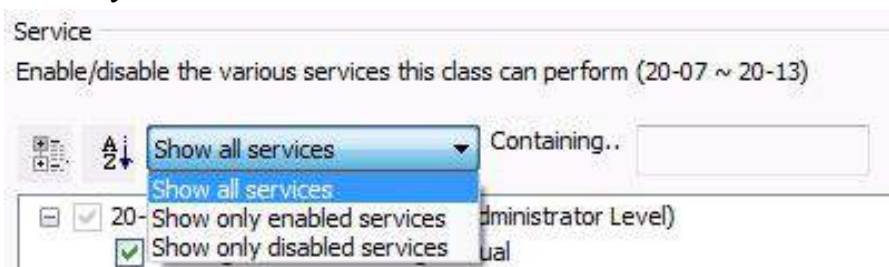 Service
Enable/disable the various services this class can perform (20-07 ~ 20-13)
Show all services Containing..
Show all services
20- Show only enabled services dministrator Level)
Show only disabled services ual